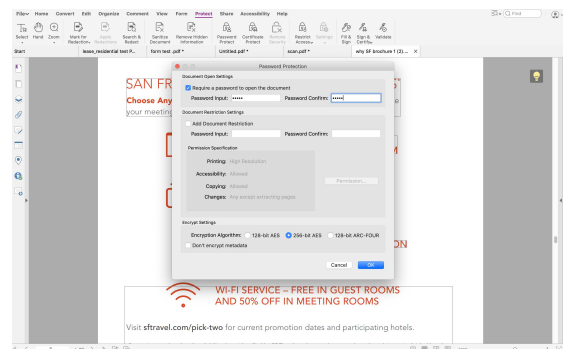 File Home Convert Edit Organize Comment View Form Protect Share Accessibility Help
Find
Select Hand Zoom Mark for Redaction Apply Redactions Search & Redact Sanitize Document Remove Hidden Information Password Protect Certificate Protect Remove Security Restrict Access Settings Fill & Sign Sign & Certify Validate
Start lease_residential test P... form test .pdf * Untitled.pdf * scan.pdf * why SF brochure 1 (2).... ×
Password Protection
Document Open Settings
SAN FR
Require a password to open the document
Choose Any
Password Input: ••••• Password Confirm: •••••
your meeting
Document Restriction Settings
Add Document Restriction
Password Input: Password Confirm:
Permission Specification
Printing: High Resolution
Accessibility: Allowed
Permission...
Copying: Allowed
Changes: Any except extracting pages
Encrypt Settings
Encryption Algorithm: 128-bit AES 256-bit AES 128-bit ARC-FOUR
ON
Don't encrypt metadata
Cancel OK
WI-FI SERVICE – FREE IN GUEST ROOMS
AND 50% OFF IN MEETING ROOMS
Visit sftravel.com/pick-two for current promotion dates and participating hotels.